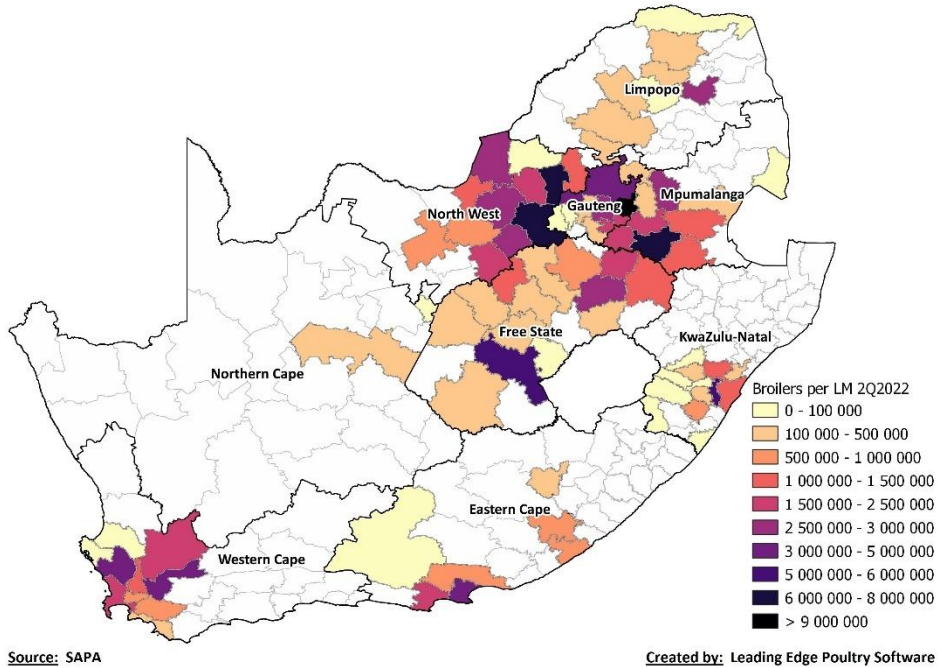 Limpopo
Mpumalanga
Gauteng
North West
Free State
KwaZulu-Natal
Northern Cape
Eastern Cape
Western Cape
Broilers per LM 2Q2022
0 - 100 000
100 000 - 500 000
500 000 - 1 000 000
1 000 000 - 1 500 000
1 500 000 - 2 500 000
2 500 000 - 3 000 000
3 000 000 - 5 000 000
5 000 000 - 6 000 000
6 000 000 - 8 000 000
> 9 000 000
Source: SAPA
Created by: Leading Edge Poultry Software